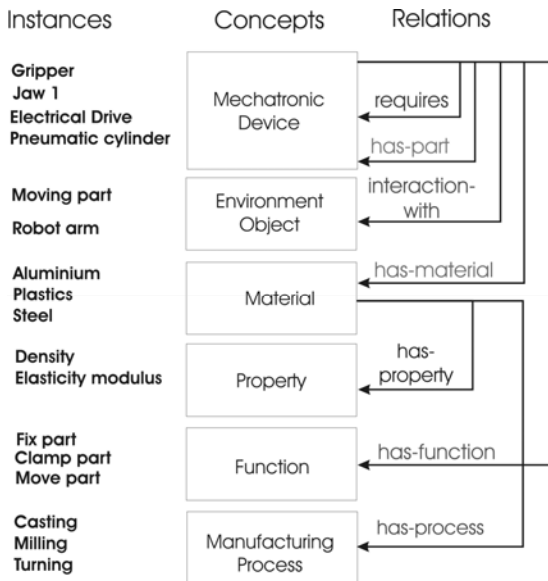 Instances Concepts Relations
Gripper
Jaw 1
Electrical Drive
Pneumatic cylinder
Mechatronic
Device
requires
has-part
Moving part
Robot arm
Environment
Object
interaction-
with
Aluminium
Plastics
Steel
Material
has-material
Density
Elasticity modulus
Property
has-
property
Fix part
Clamp part
Move part
Function
has-function
Casting
Milling
Turning
Manufacturing
Process
has-process